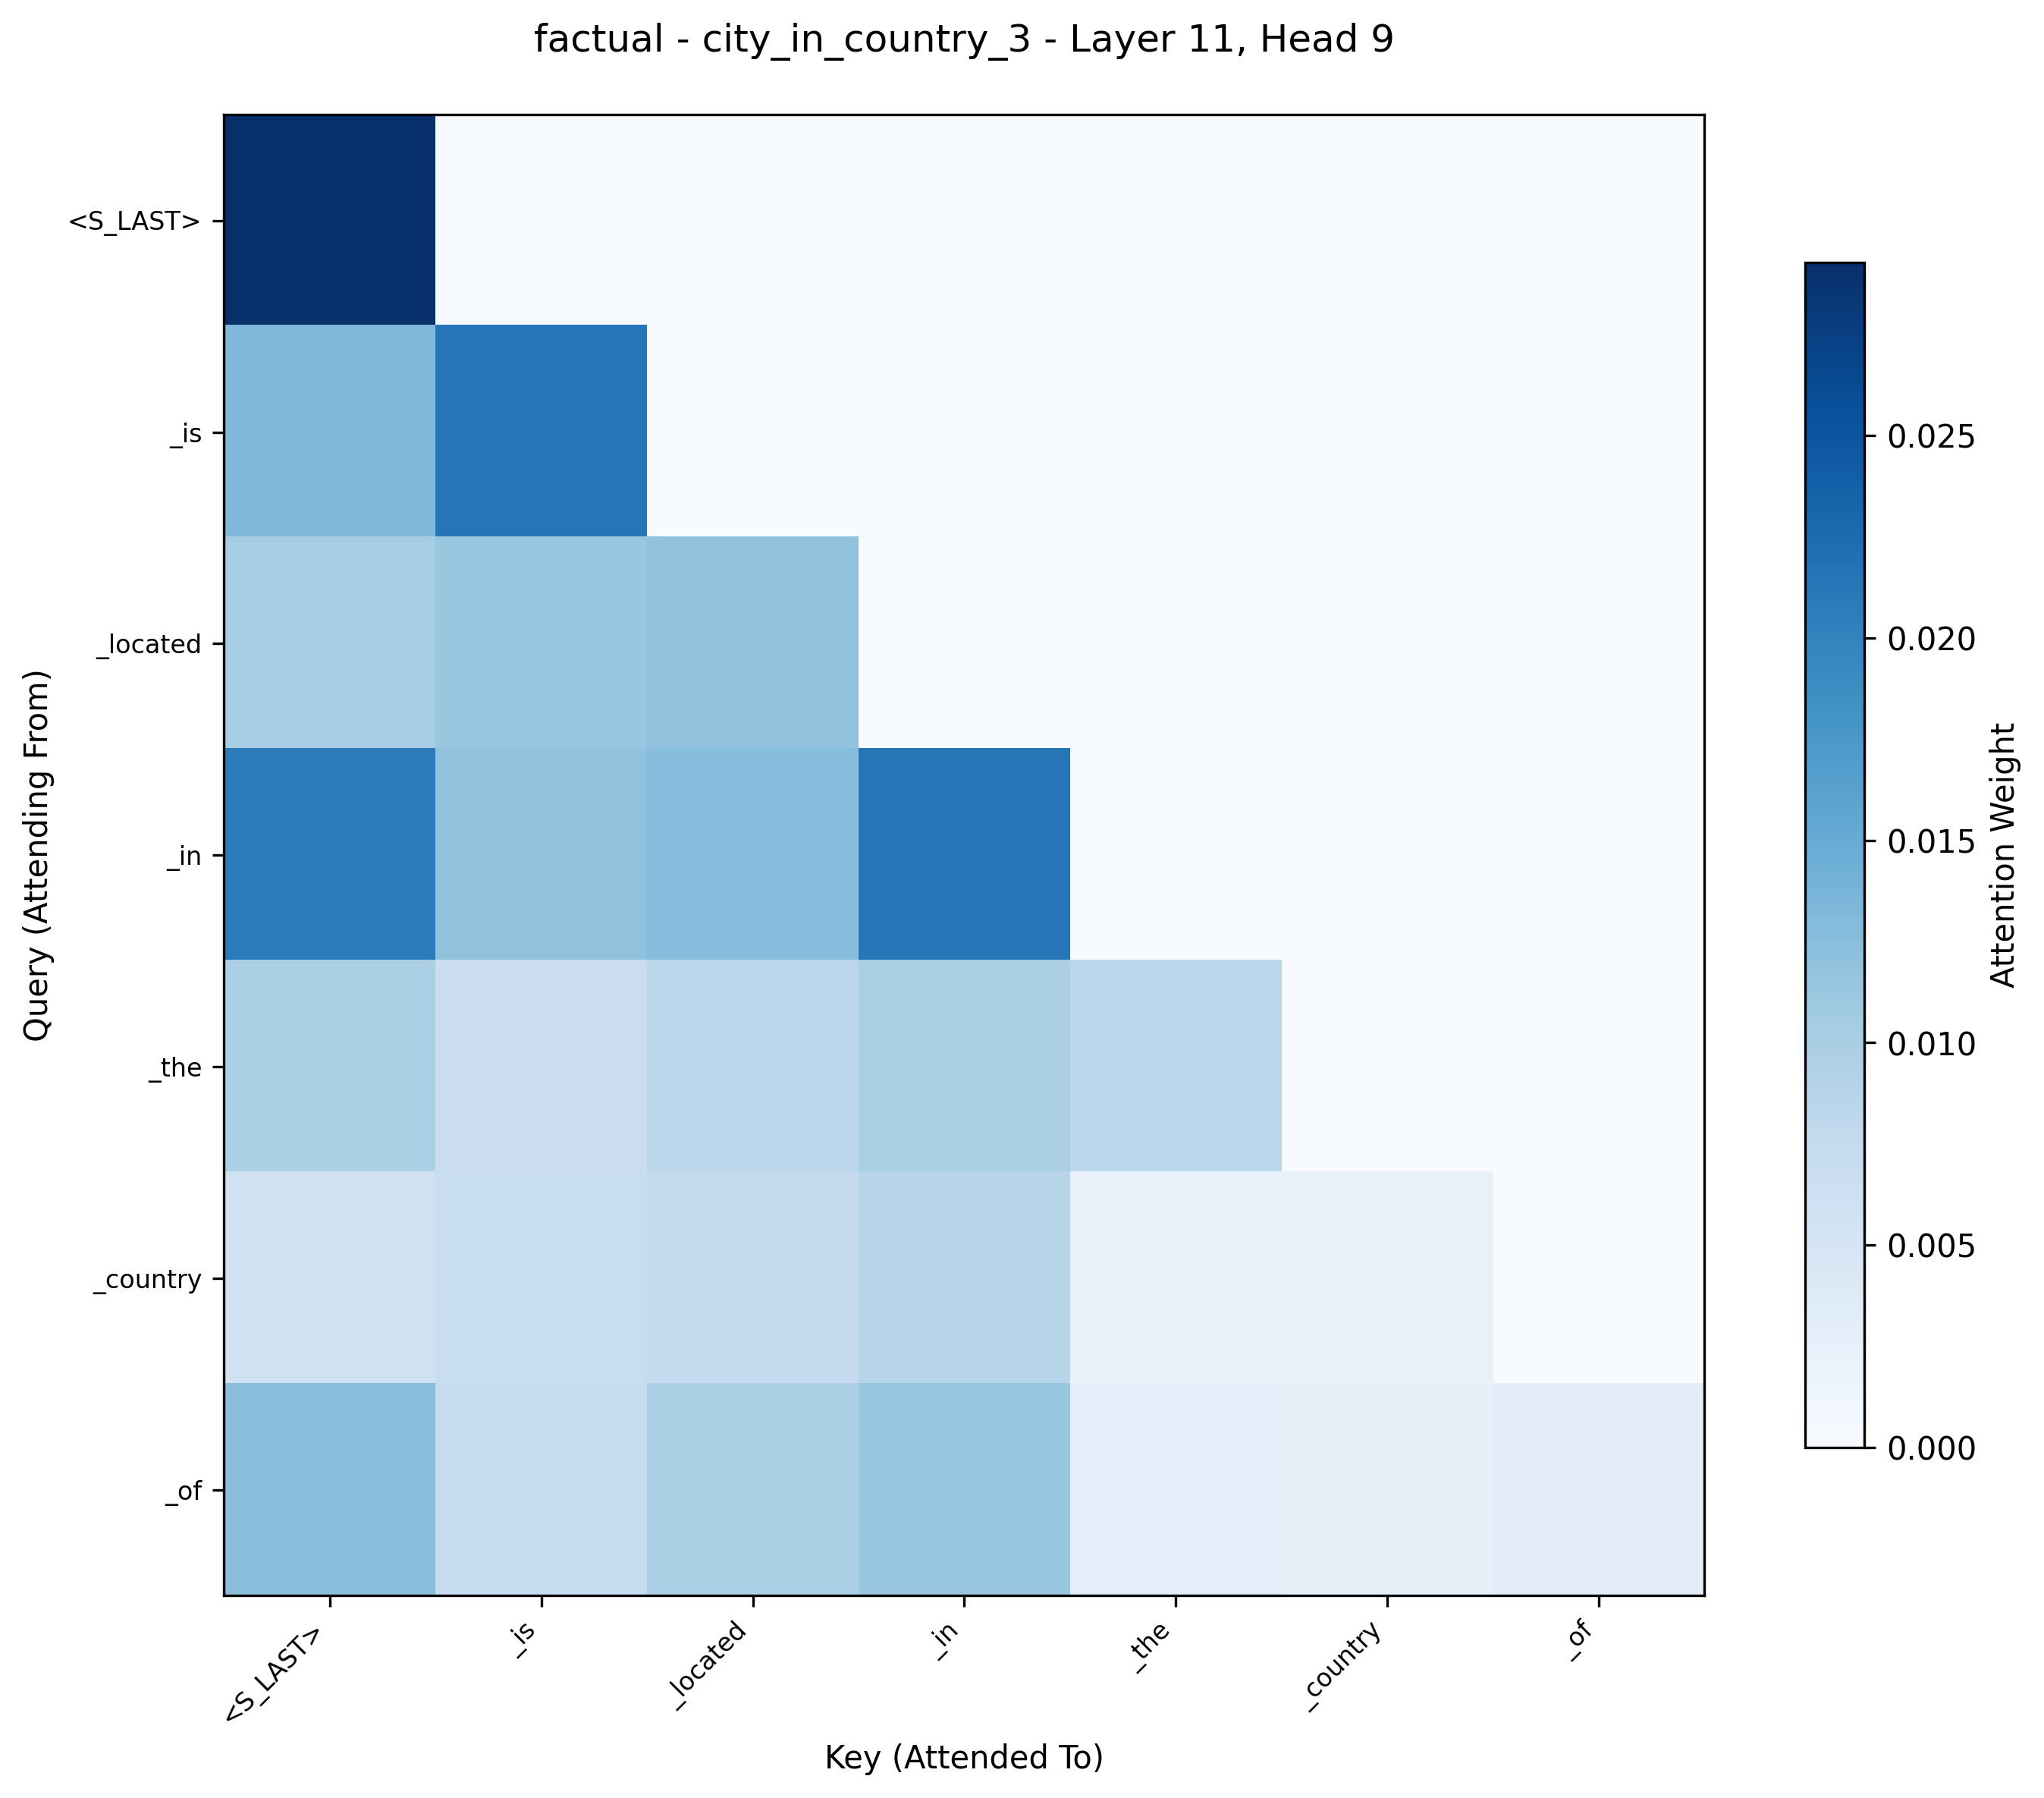 factual - city_in_country_3 - Layer 11, Head 9
Query (Attending From)
<S_LAST>
_is
_located
_in
_the
_country
_of
<S_LAST>
_is
_located
_in
_the
_country
_of
Key (Attended To)
0.025
0.020
0.015
0.010
0.005
0.000
Attention Weight